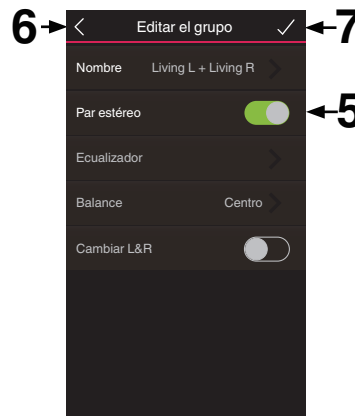 6 Editar el grupo 7
Nombre Living L + Living R
Par estéreo 5
Ecualizador
Balance Centro
Cambiar L&R